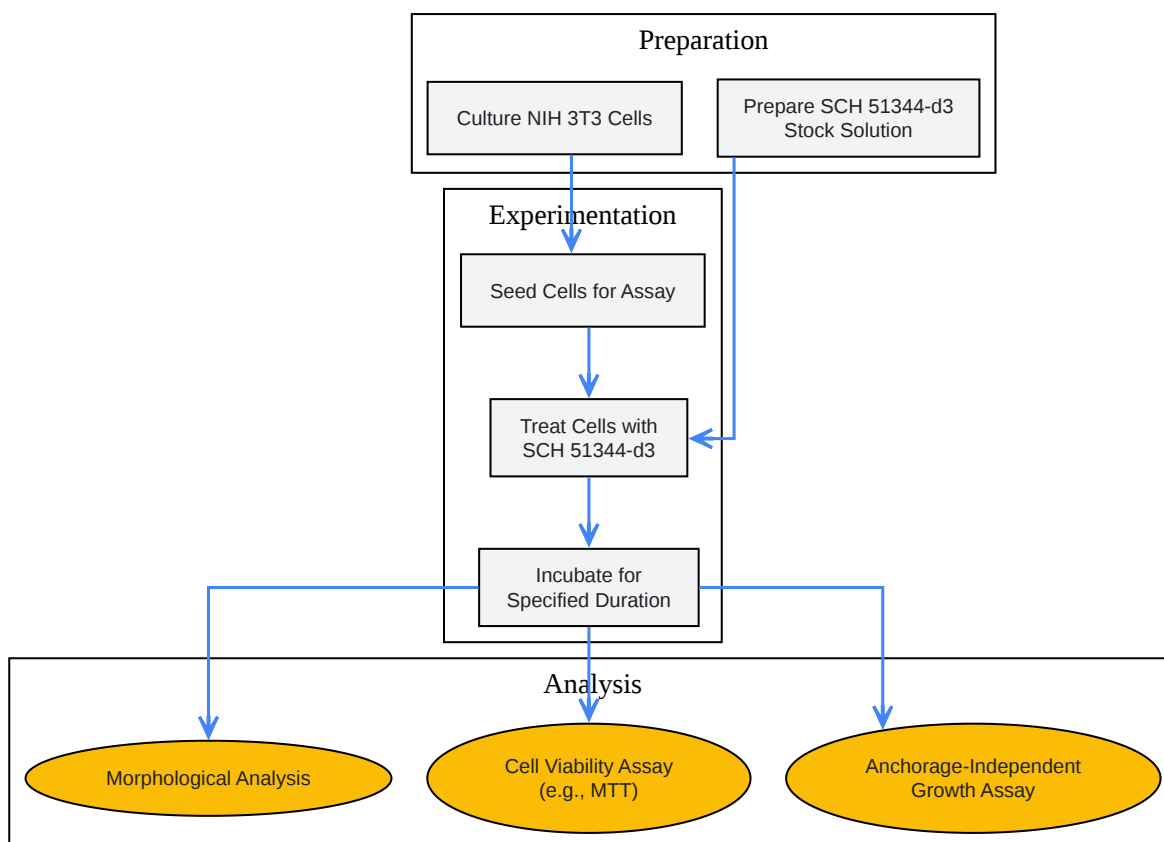 Preparation
Culture NIH 3T3 Cells
Prepare SCH 51344-d3
Stock Solution
Experimentation
Seed Cells for Assay
Treat Cells with
SCH 51344-d3
Incubate for
Specified Duration
Analysis
Morphological Analysis
Cell Viability Assay
(e.g., MTT)
Anchorage-Independent
Growth Assay